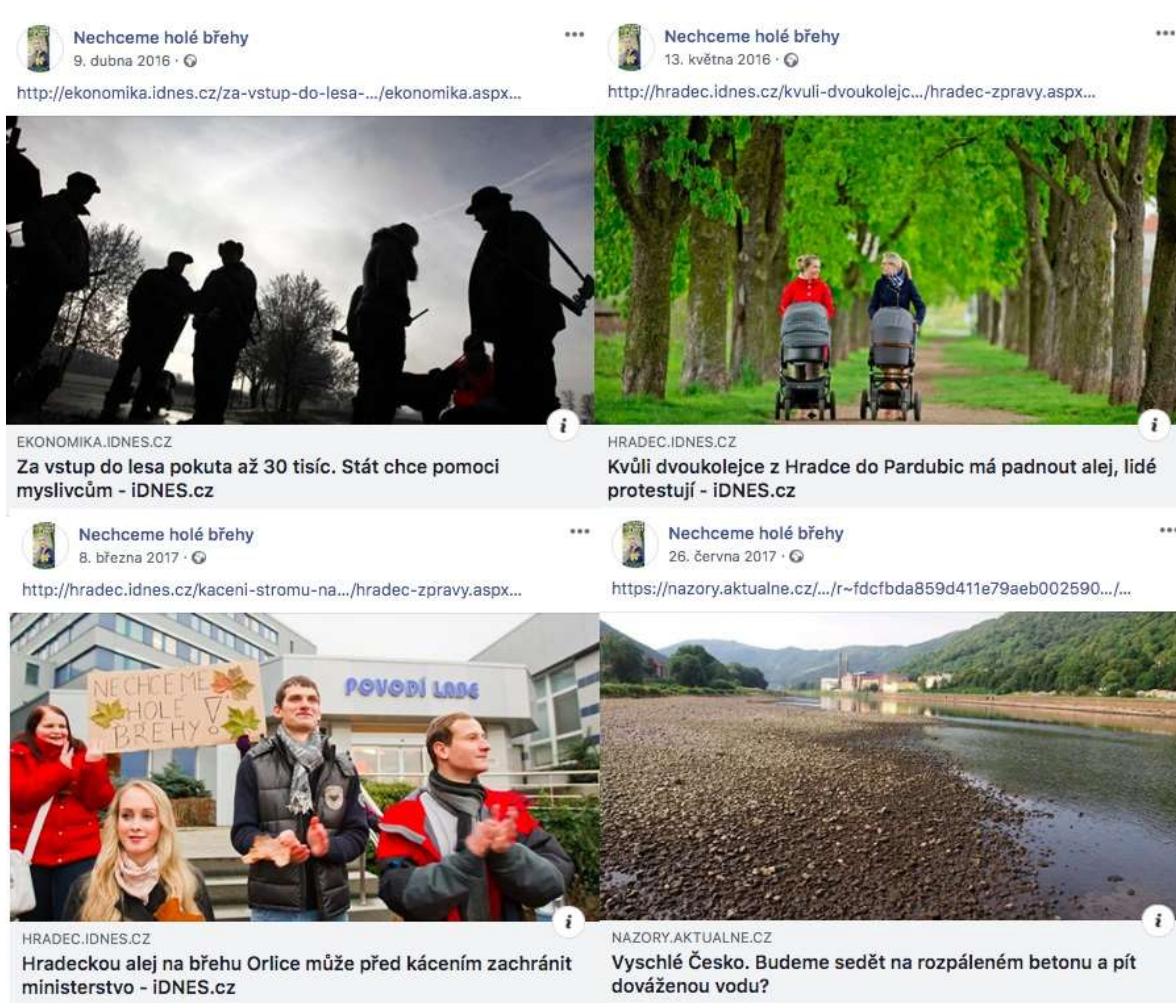 Nechceme holé břehy
9. dubna 2016
http://ekonomika.idnes.cz/za-vstup-do-lesa-.../ekonomika.aspx...
EKONOMIKA.IDNES.CZ
Za vstup do lesa pokuta až 30 tisíc. Stát chce pomoci
myslivcům - iDNES.cz
Nechceme holé břehy
13. května 2016
http://hradec.idnes.cz/kvuli-dvoukolejc.../hradec-zpravy.aspx...
HRADEC.IDNES.CZ
Kvůli dvoukolejce z Hradce do Pardubic má padnout alej, lidé
protestují - iDNES.cz
Nechceme holé břehy
8. března 2017
http://hradec.idnes.cz/kaceni-stromu-na.../hradec-zpravy.aspx...
NECHCEME
HOLÉ
BŘEHY!
POVODÍ LABE
HRADEC.IDNES.CZ
Hradeckou alej na břehu Orlice může před kácením zachránit
ministerstvo - iDNES.cz
Nechceme holé břehy
26. června 2017
https://nazory.aktualne.cz/.../r~fdcfbda859d411e79aeb002590.../...
NAZORY.AKTUALNE.CZ
Vyschlé Česko. Budeme sedět na rozpáleném betonu a pít
dováženou vodu?